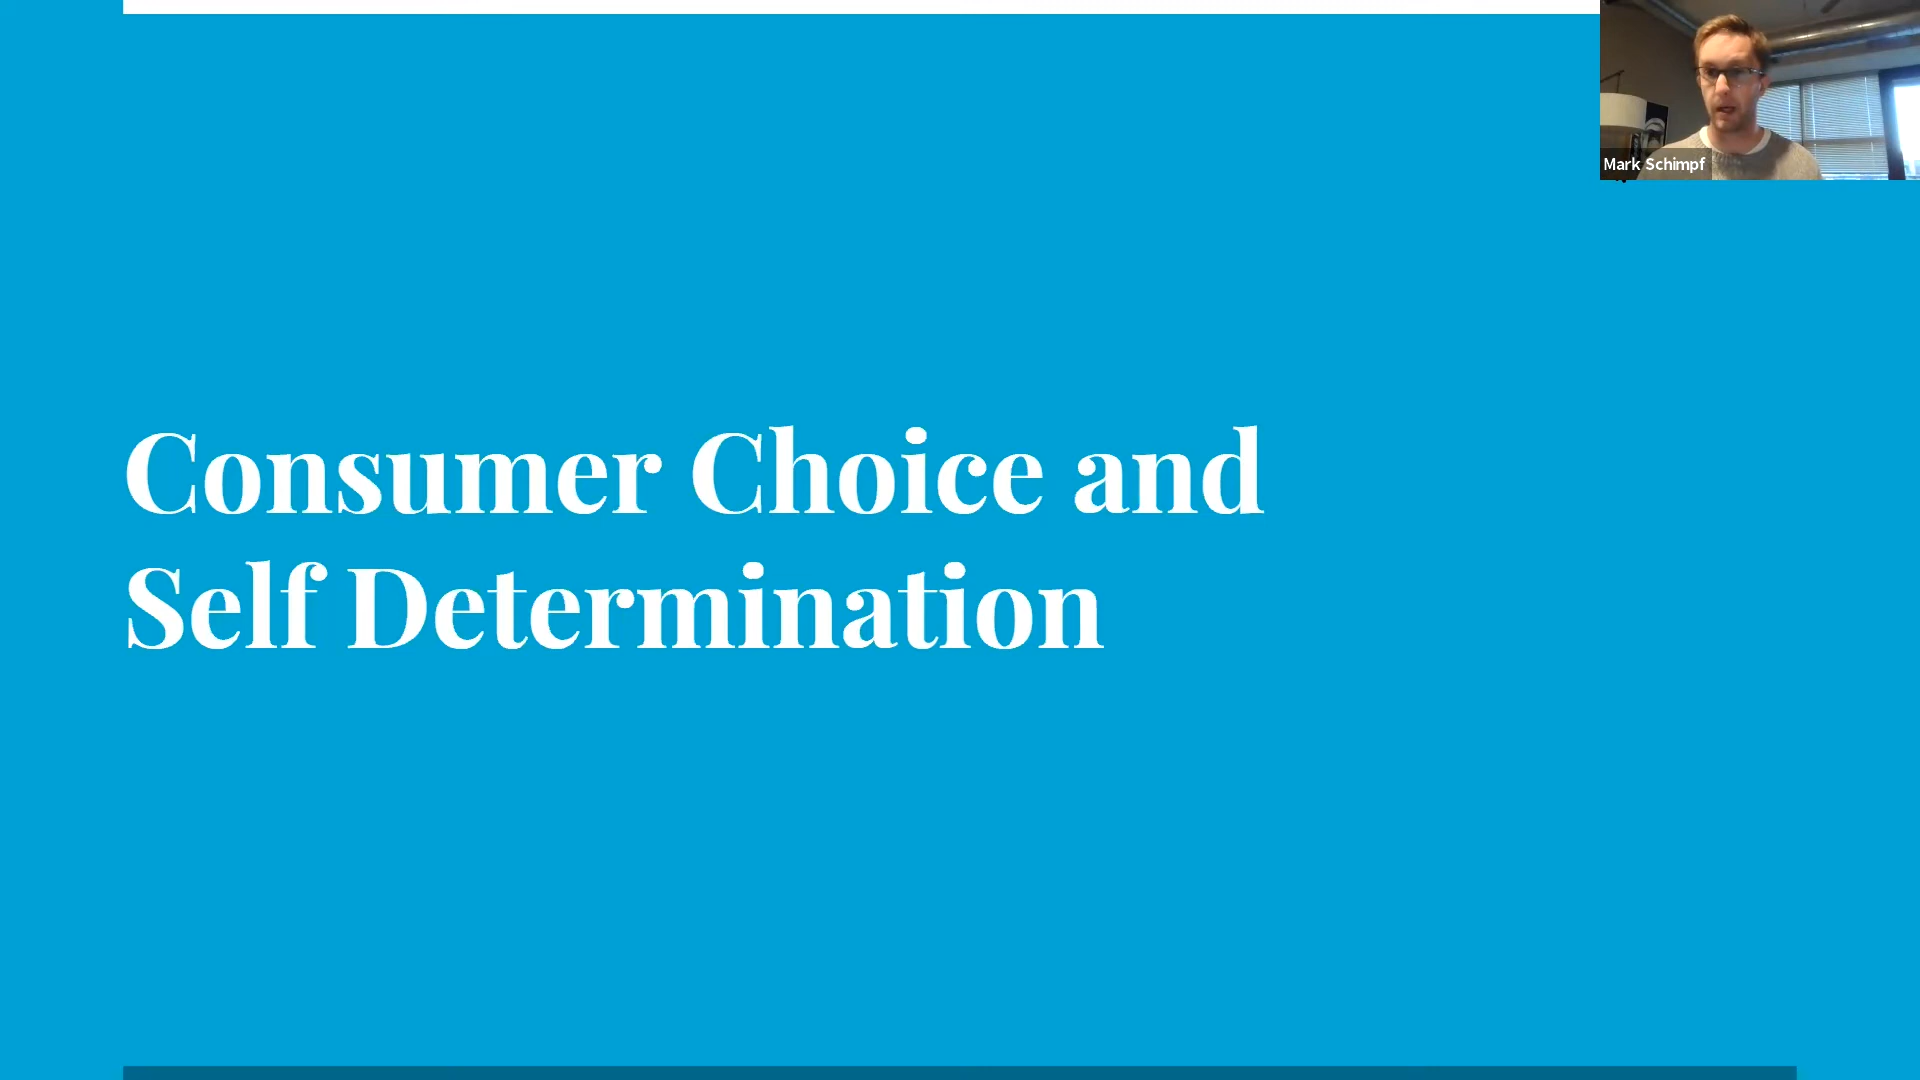 Mark Schimpf
Consumer Choice and
Self Determination